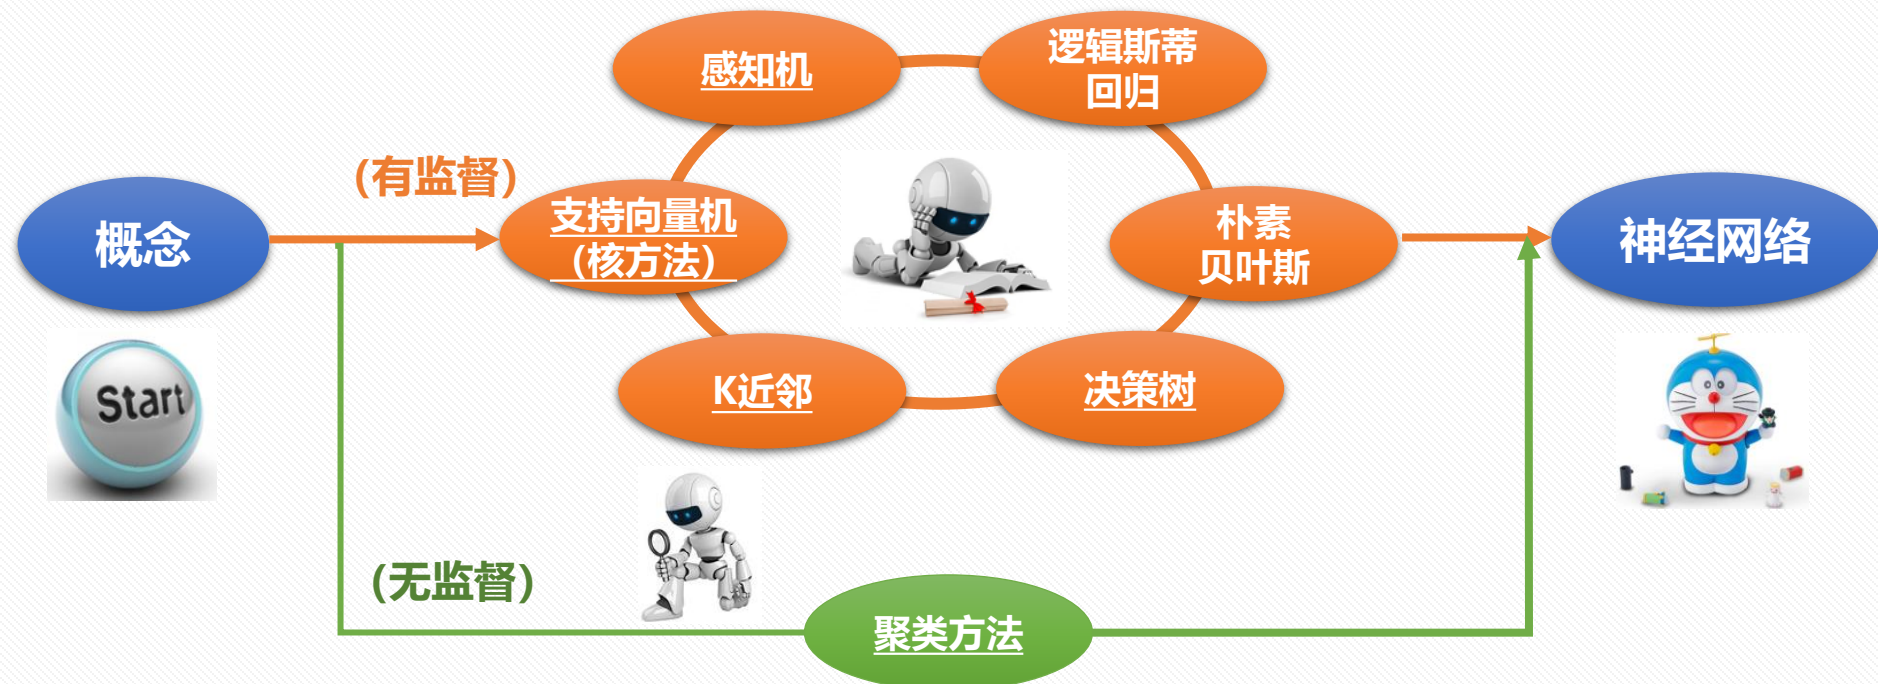 感知机
逻辑斯蒂
回归
(有监督)
概念
支持向量机
（核方法）
朴素
贝叶斯
神经网络
K近邻
决策树
Start
(无监督)
聚类方法